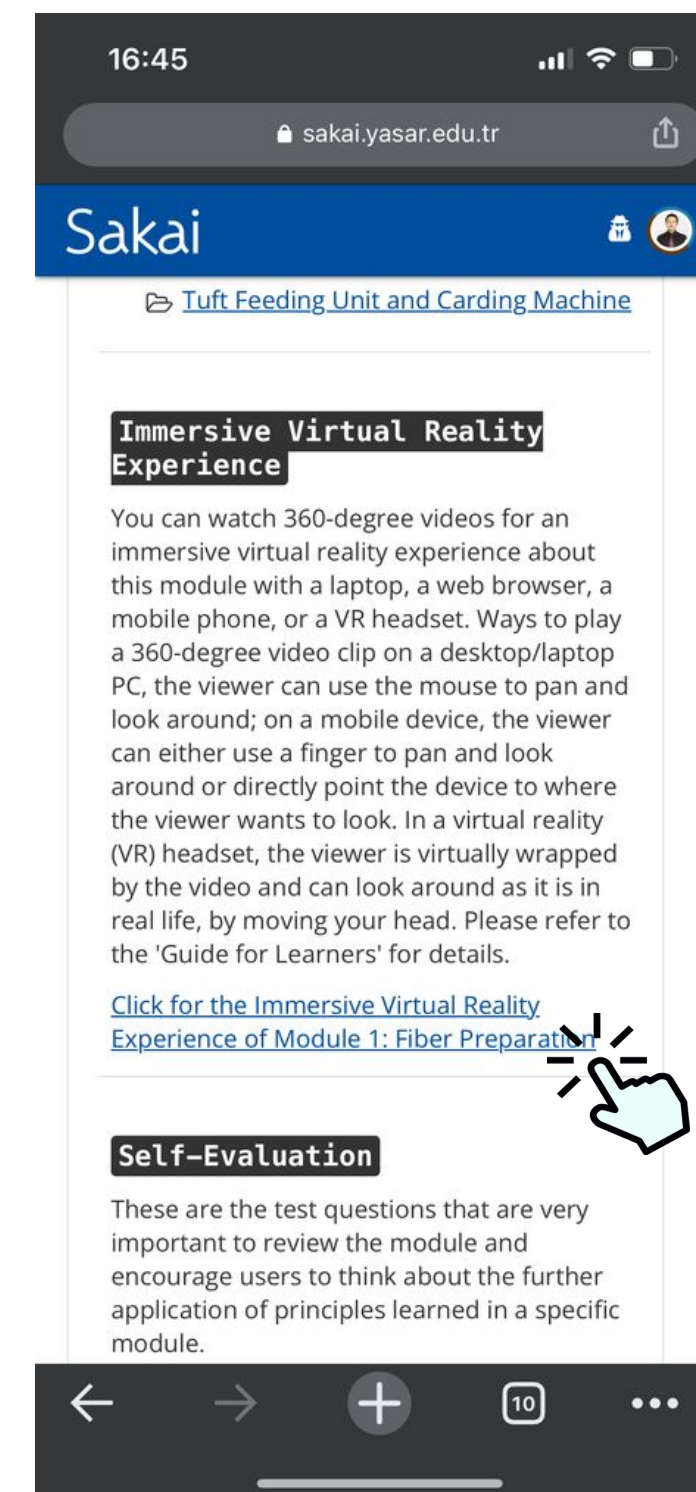 16:45
sakai.yasar.edu.tr
Sakai
Tuft Feeding Unit and Carding Machine
Immersive Virtual Reality
Experience
You can watch 360-degree videos for an
immersive virtual reality experience about
this module with a laptop, a web browser, a
mobile phone, or a VR headset. Ways to play
a 360-degree video clip on a desktop/laptop
PC, the viewer can use the mouse to pan and
look around; on a mobile device, the viewer
can either use a finger to pan and look
around or directly point the device to where
the viewer wants to look. In a virtual reality
(VR) headset, the viewer is virtually wrapped
by the video and can look around as it is in
real life, by moving your head. Please refer to
the 'Guide for Learners' for details.
Click for the Immersive Virtual Reality
Experience of Module 1: Fiber Preparation
Self-Evaluation
These are the test questions that are very
important to review the module and
encourage users to think about the further
application of principles learned in a specific
module.
10